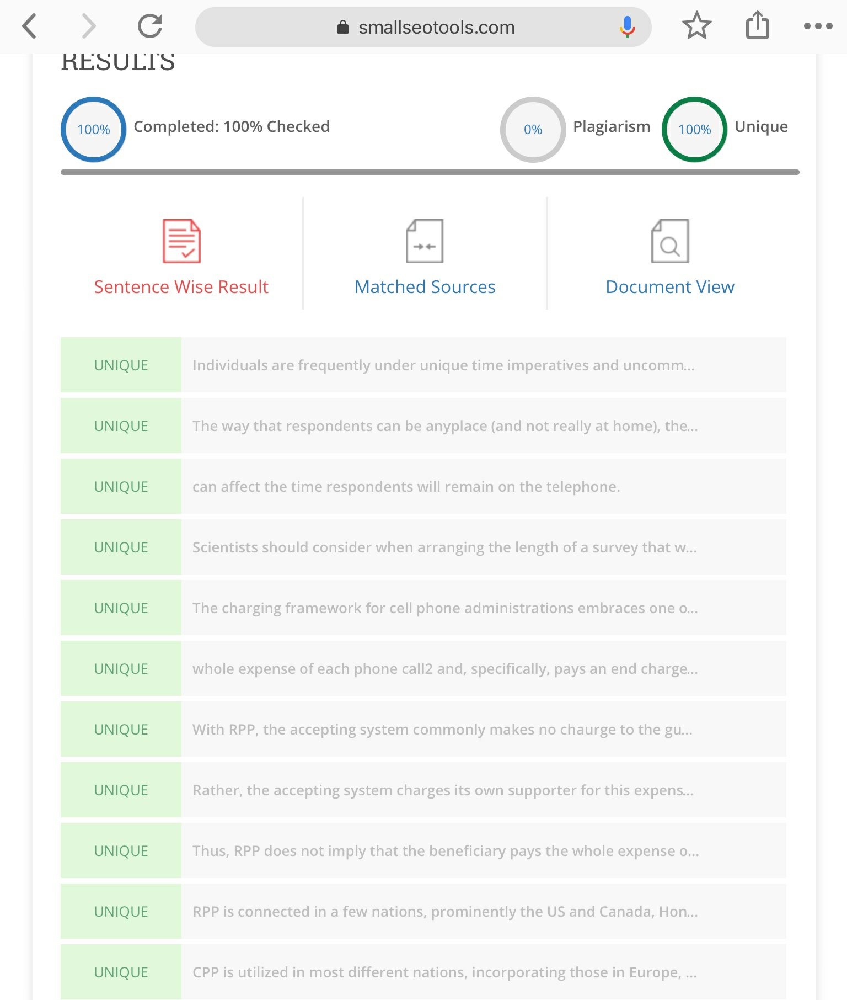 smallseotools.com
RESULTS
100% Completed: 100% Checked 0% Plagiarism 100% Unique
Sentence Wise Result Matched Sources Document View
UNIQUE Individuals are frequently under unique time imperatives and uncomm...
UNIQUE The way that respondents can be anyplace (and not really at home), the...
UNIQUE can affect the time respondents will remain on the telephone.
UNIQUE Scientists should consider when arranging the length of a survey that w...
UNIQUE The charging framework for cell phone administrations embraces one o...
UNIQUE whole expense of each phone call2 and, specifically, pays an end charge...
UNIQUE With RPP, the accepting system commonly makes no chaurge to the gu...
UNIQUE Rather, the accepting system charges its own supporter for this expens...
UNIQUE Thus, RPP does not imply that the beneficiary pays the whole expense o...
UNIQUE RPP is connected in a few nations, prominently the US and Canada, Hon...
UNIQUE CPP is utilized in most different nations, incorporating those in Europe, ...